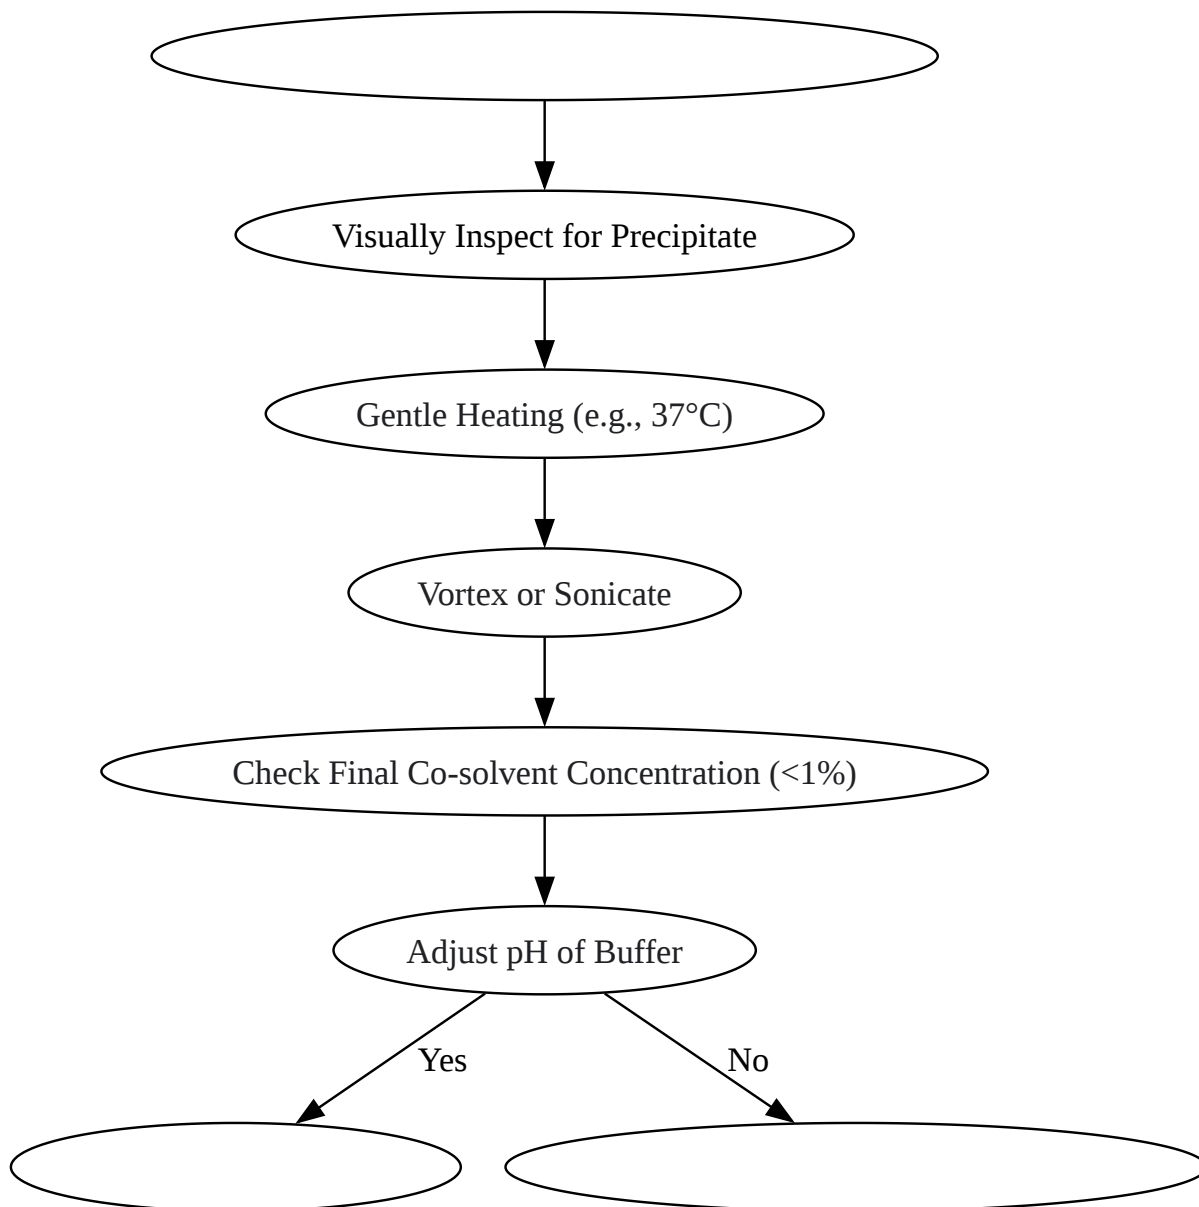 Visually Inspect for Precipitate
Gentle Heating (e.g., 37°C)
Vortex or Sonicate
Check Final Co-solvent Concentration (<1%)
Adjust pH of Buffer
Yes
No